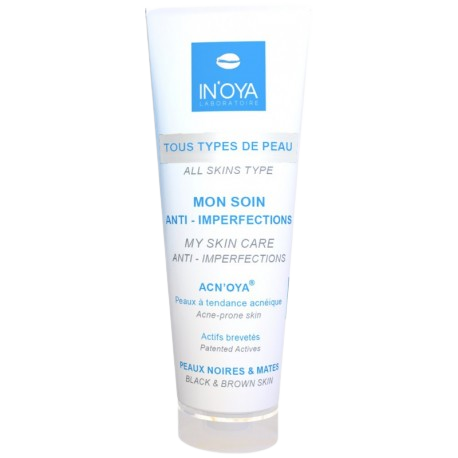 IN'OYA
LABORATOIRE
TOUS TYPES DE PEAU
ALL SKINS TYPE
MON SOIN
ANTI - IMPERFECTIONS
MY SKIN CARE
ANTI - IMPERFECTIONS
ACN'OYA®
Peaux à tendance acnéique
Acne-prone skin
Actifs brevetés
Patented Actives
PEAUX NOIRES & MATES
BLACK & BROWN SKIN